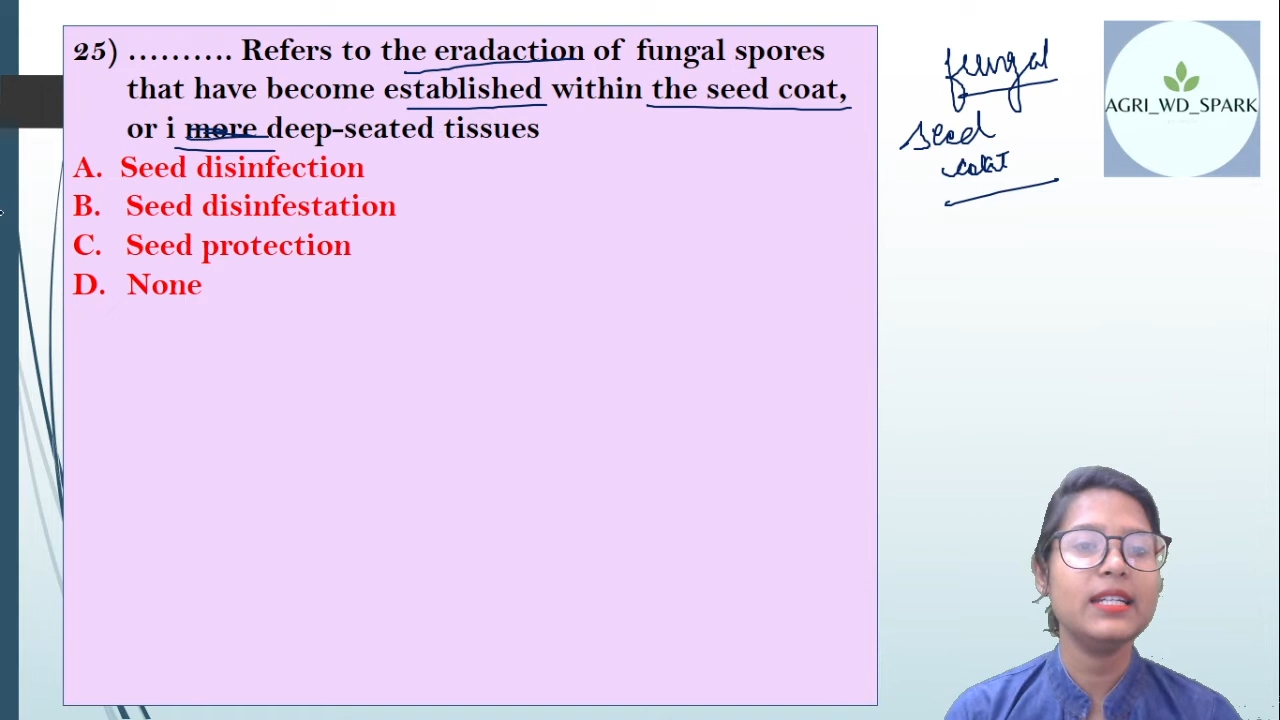 25) .......... Refers to the eradaction of fungal spores
that have become established within the seed coat,
or i more deep-seated tissues
A. Seed disinfection
B. Seed disinfestation
C. Seed protection
D. None
fungal
seed
coat
AGRI_WD_SPARK